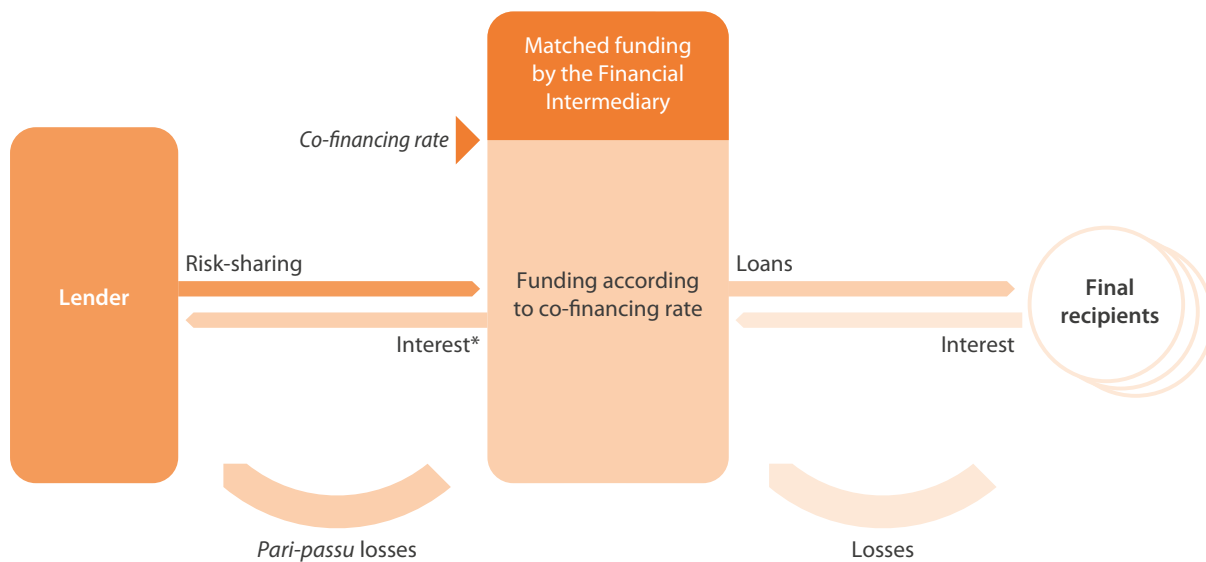 Matched funding
by the Financial
Intermediary
Co-financing rate
Lender
Risk-sharing
Interest*
Funding according
to co-financing rate
Loans
Interest
Final
recipients
Pari-passu losses
Losses